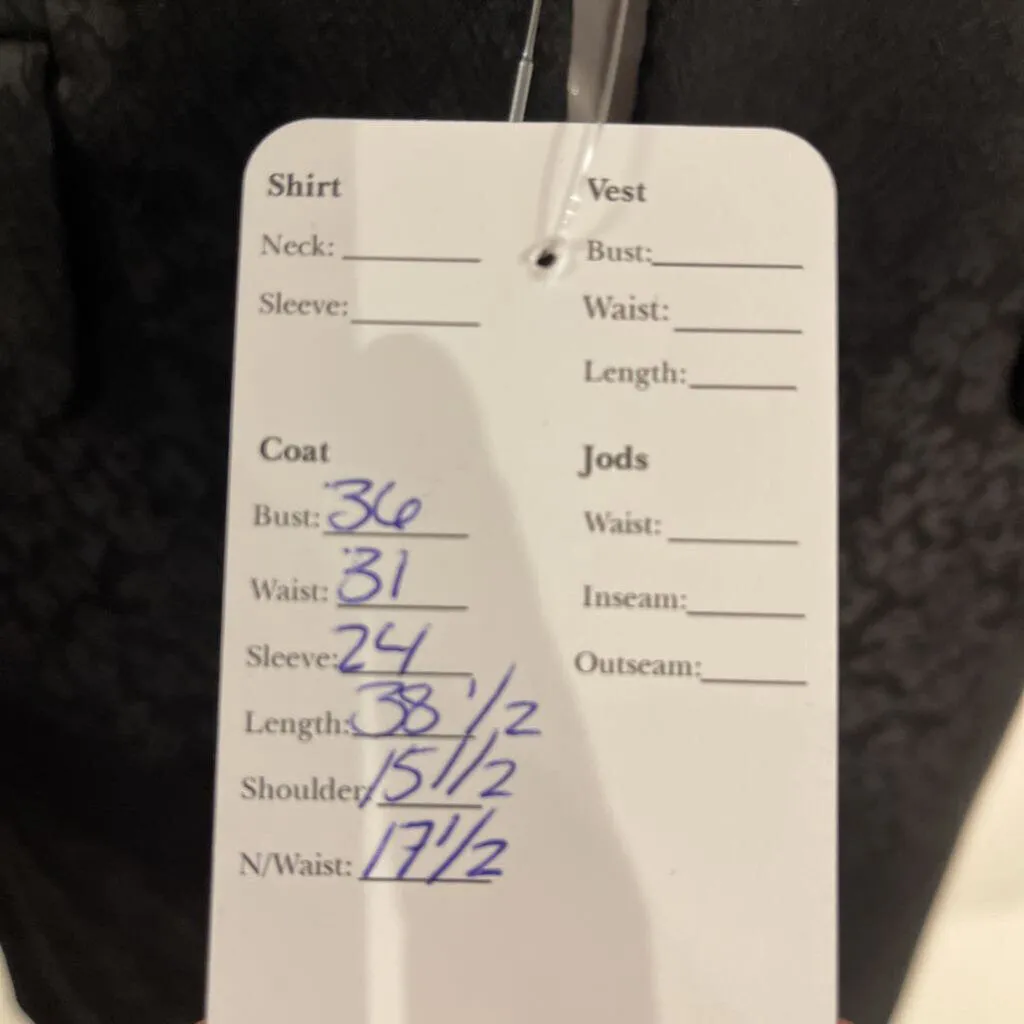 Shirt
Neck:
Sleeve:
Vest
Bust:
Waist:
Length:
Coat
Bust: 36
Waist: 31
Sleeve: 24
Length: 38 1/2
Shoulder 15 1/2
N/Waist: 17 1/2
Jods
Waist:
Inseam:
Outseam: